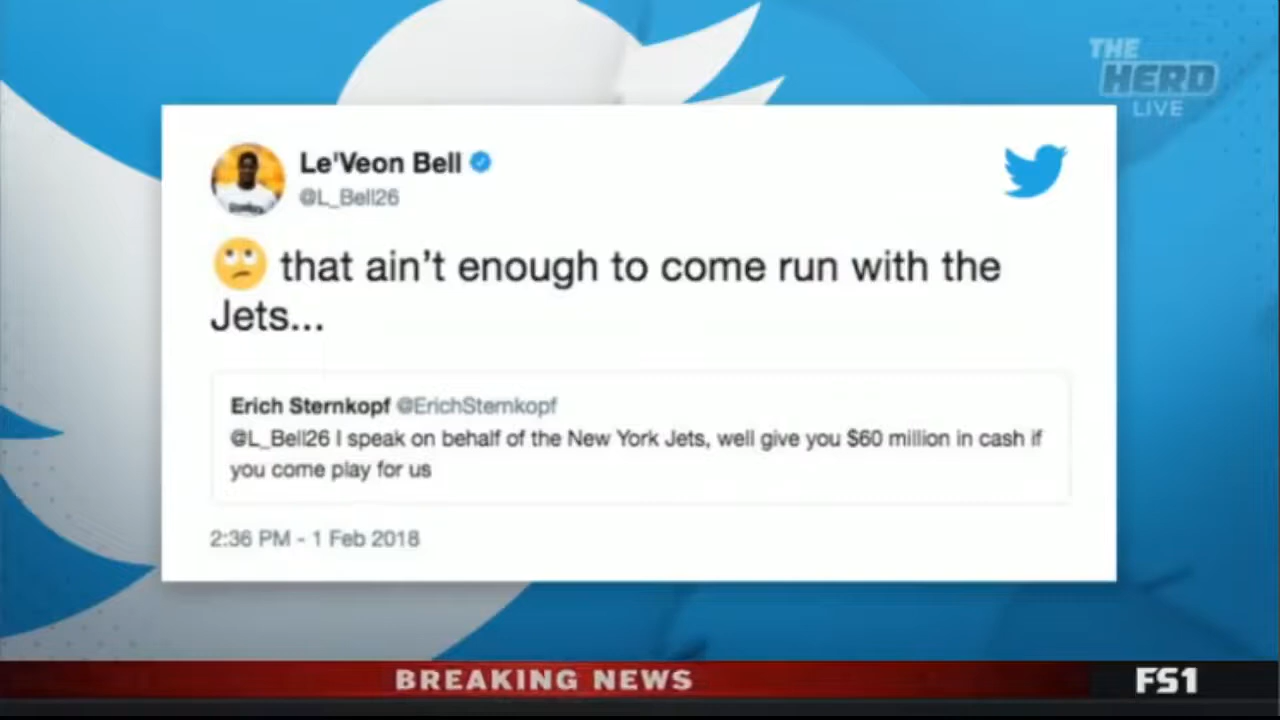 THE
HERD
LIVE
Le'Veon Bell
@L_Bell26
🙄 that ain't enough to come run with the
Jets...
Erich Sternkopf @ErichSternkopf
@L_Bell26 I speak on behalf of the New York Jets, well give you $60 million in cash if
you come play for us
2:36 PM - 1 Feb 2018
BREAKING NEWS
FS1